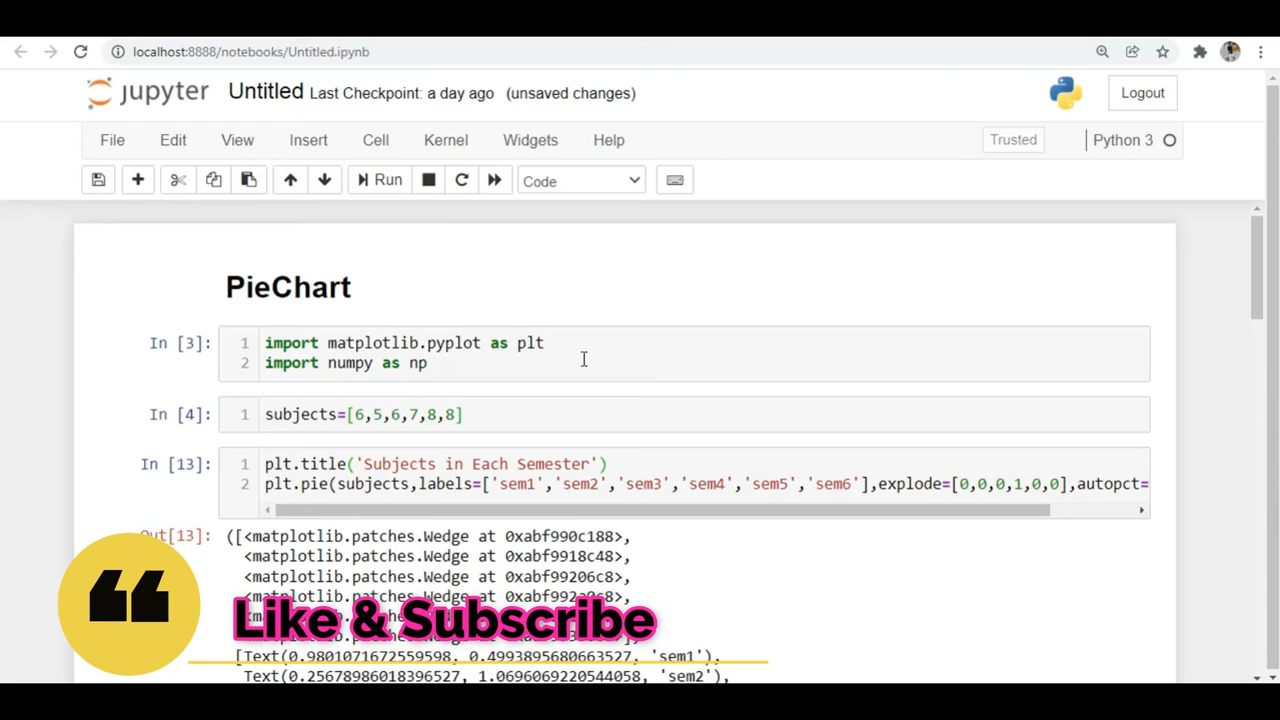 localhost:8888/notebooks/Untitled.ipynb
jupyter Untitled Last Checkpoint: a day ago (unsaved changes) Logout
File Edit View Insert Cell Kernel Widgets Help Trusted Python 3
Run Code
PieChart
In [3]: 1 import matplotlib.pyplot as plt
2 import numpy as np
In [4]: 1 subjects=[6,5,6,7,8,8]
In [13]: 1 plt.title('Subjects in Each Semester')
2 plt.pie(subjects,labels=['sem1','sem2','sem3','sem4','sem5','sem6'],explode=[0,0,0,1,0,0],autopct=
Out[13]: ([<matplotlib.patches.Wedge at 0xabf990c188>,
<matplotlib.patches.Wedge at 0xabf9918c48>,
<matplotlib.patches.Wedge at 0xabf99206c8>,
<matplotlib.patches.Wedge
Like & Subscribe
[Text(0.9801071672559598, 0.4993895680663527, 'sem1'),
Text(0.25678986018396527, 1.0696069220544058, 'sem2'),